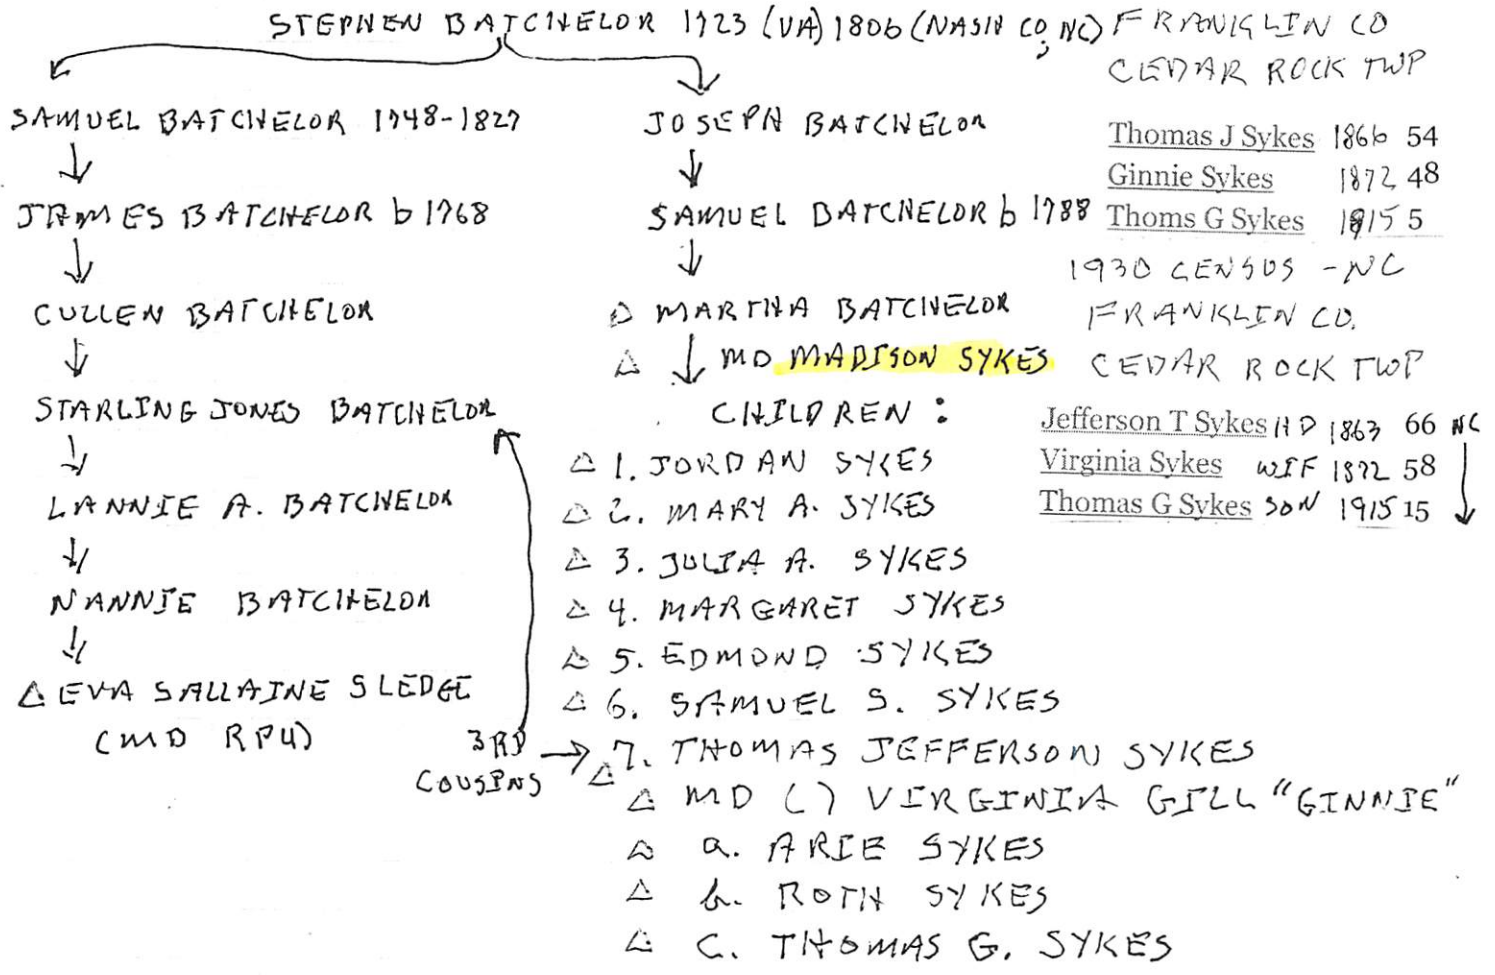 STEPHEN BATCHELOR 1723 (VA) 1806 (NASH CO, NC)
SAMUEL BATCHELOR 1748-1827
JAMES BATCHELOR b 1768
CULLEN BATCHELOR
STARLING JONES BATCHELOR
LANNIE A. BATCHELOR
NANNIE BATCHELOR
△ EVA SALLAINE SLEDGE
(MD RPU)
3RD
COUSINS
JOSEPH BATCHELOR
SAMUEL BATCHELOR b 1788
△ MARTHA BATCHELOR
△ MD MADISON SYKES
CHILDREN:
△ 1. JORDAN SYKES
△ 2. MARY A. SYKES
△ 3. JULIA A. SYKES
△ 4. MARGARET SYKES
△ 5. EDMOND SYKES
△ 6. SAMUEL S. SYKES
△ 7. THOMAS JEFFERSON SYKES
△ MD ( ) VIRGINIA GILL "GINNIE"
△ a. ARIE SYKES
△ b. ROTH SYKES
△ C. THOMAS G. SYKES
FRANKLIN CO
CEDAR ROCK TWP
Thomas J Sykes 1866 54
Ginnie Sykes 1872 48
Thoms G Sykes 1915 5
1930 CENSUS - NC
FRANKLIN CO.
CEDAR ROCK TWP
Jefferson T Sykes HD 1863 66 NC
Virginia Sykes WIF 1872 58
Thomas G Sykes SON 1915 15